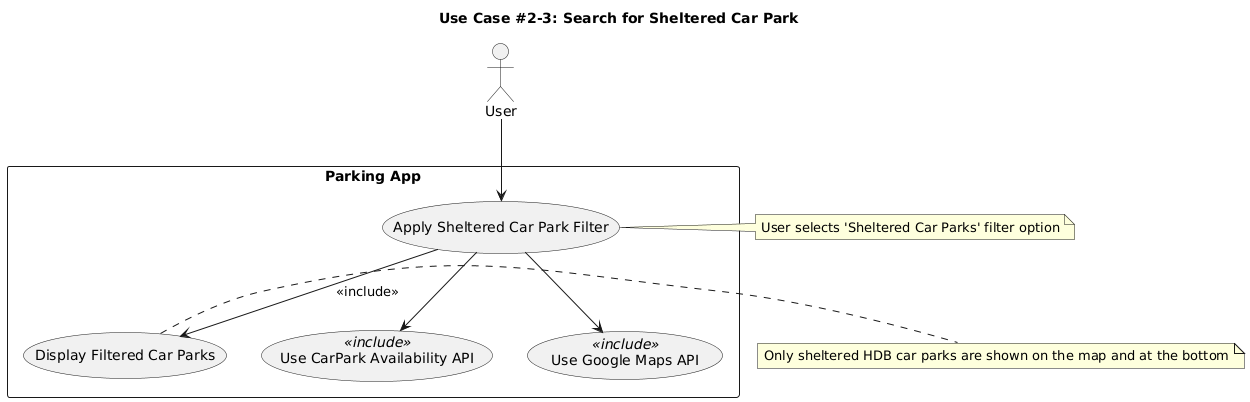 Use Case #2-3: Search for Sheltered Car Park
User
Parking App
Apply Sheltered Car Park Filter
User selects 'Sheltered Car Parks' filter option
«include»
Display Filtered Car Parks
«include»
Use CarPark Availability API
«include»
Use Google Maps API
Only sheltered HDB car parks are shown on the map and at the bottom